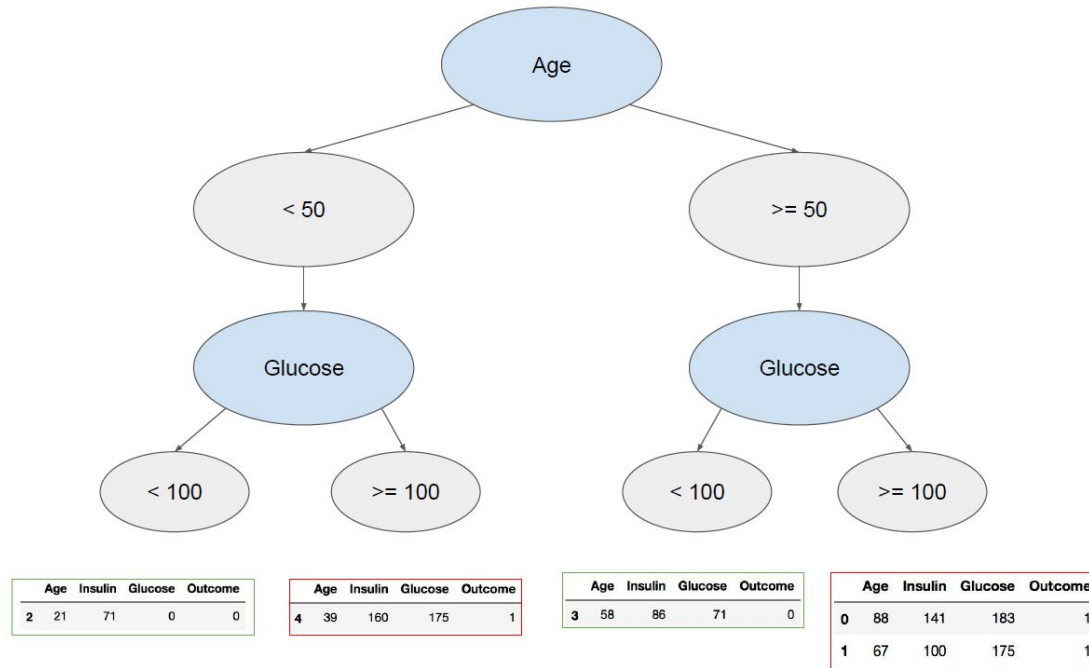 Age
< 50
>= 50
Glucose
Glucose
< 100
>= 100
< 100
>= 100
Age Insulin Glucose Outcome
2 21 71 0 0
Age Insulin Glucose Outcome
4 39 160 175 1
Age Insulin Glucose Outcome
3 58 86 71 0
Age Insulin Glucose Outcome
0 88 141 183 1
1 67 100 175 1